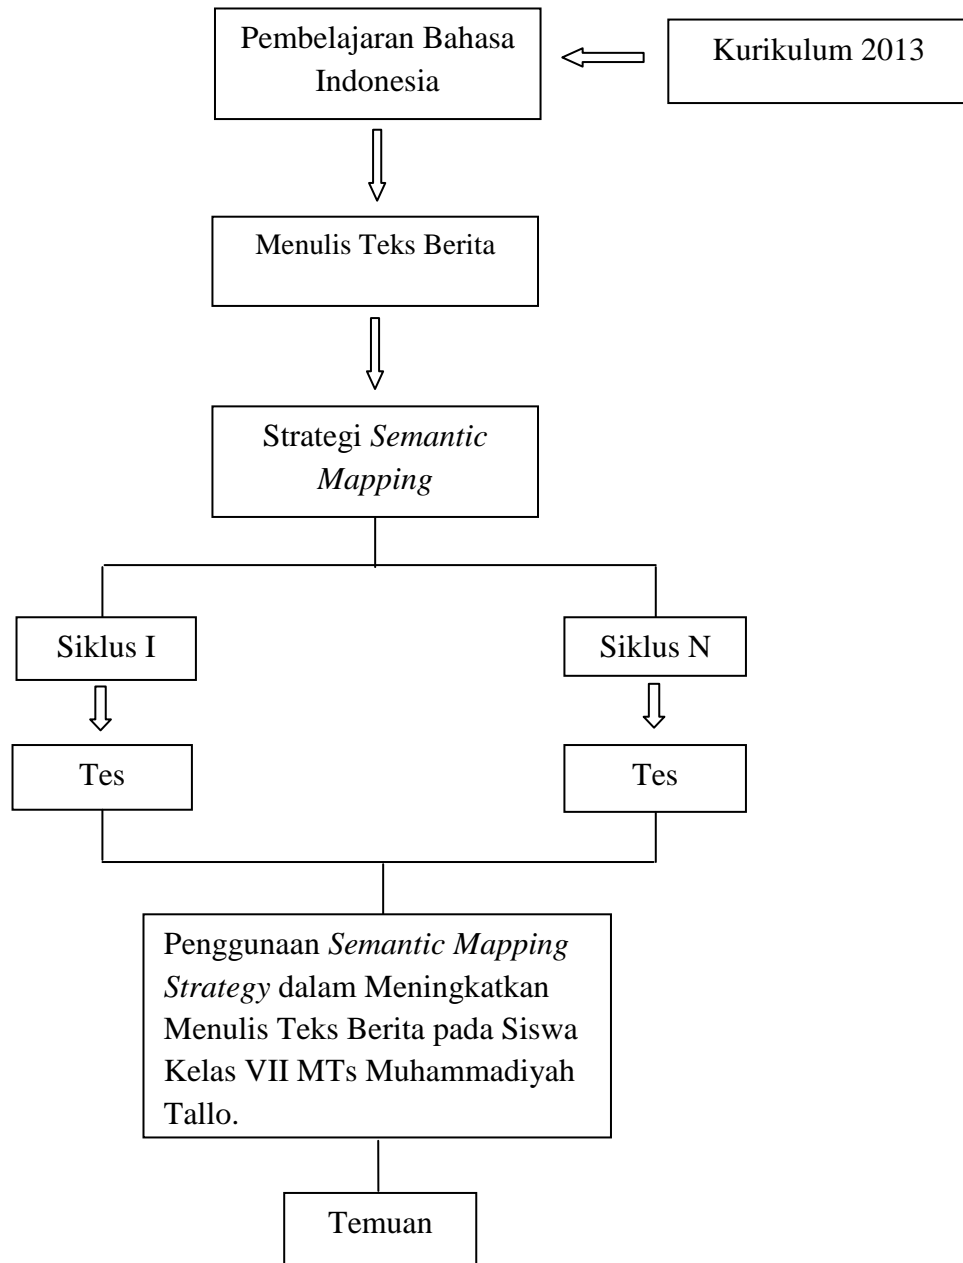 Pembelajaran Bahasa
Indonesia
Kurikulum 2013
Menulis Teks Berita
Strategi Semantic
Mapping
Siklus I
Siklus N
Tes
Tes
Penggunaan Semantic Mapping
Strategy dalam Meningkatkan
Menulis Teks Berita pada Siswa
Kelas VII MTs Muhammadiyah
Tallo.
Temuan